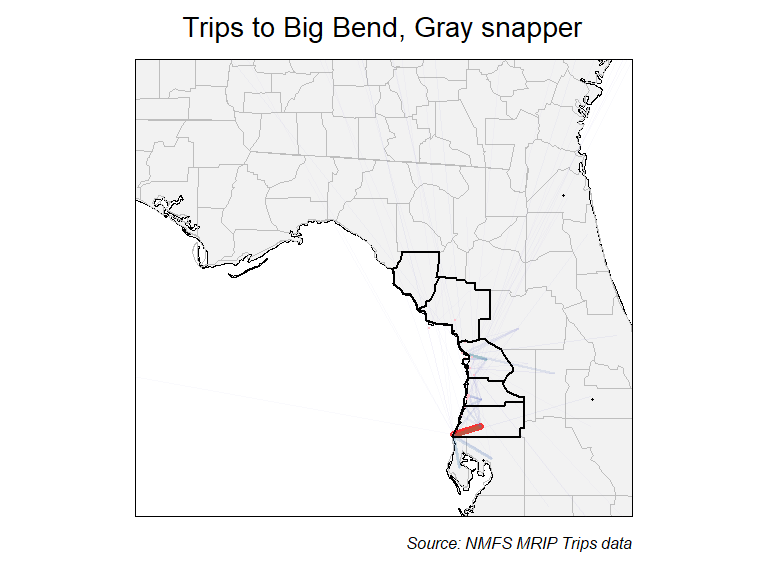 Trips to Big Bend, Gray snapper
Source: NMFS MRIP Trips data